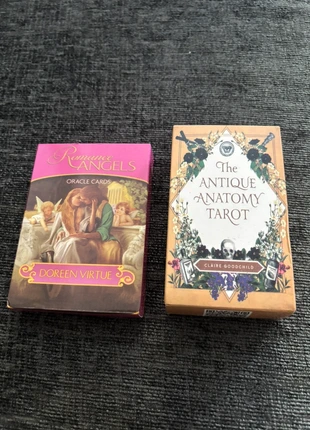 Romance
ANGELS
ORACLE CARDS
DOREEN VIRTUE
The
ANTIQUE
ANATOMY
TAROT
CLAIRE GOODCHILD